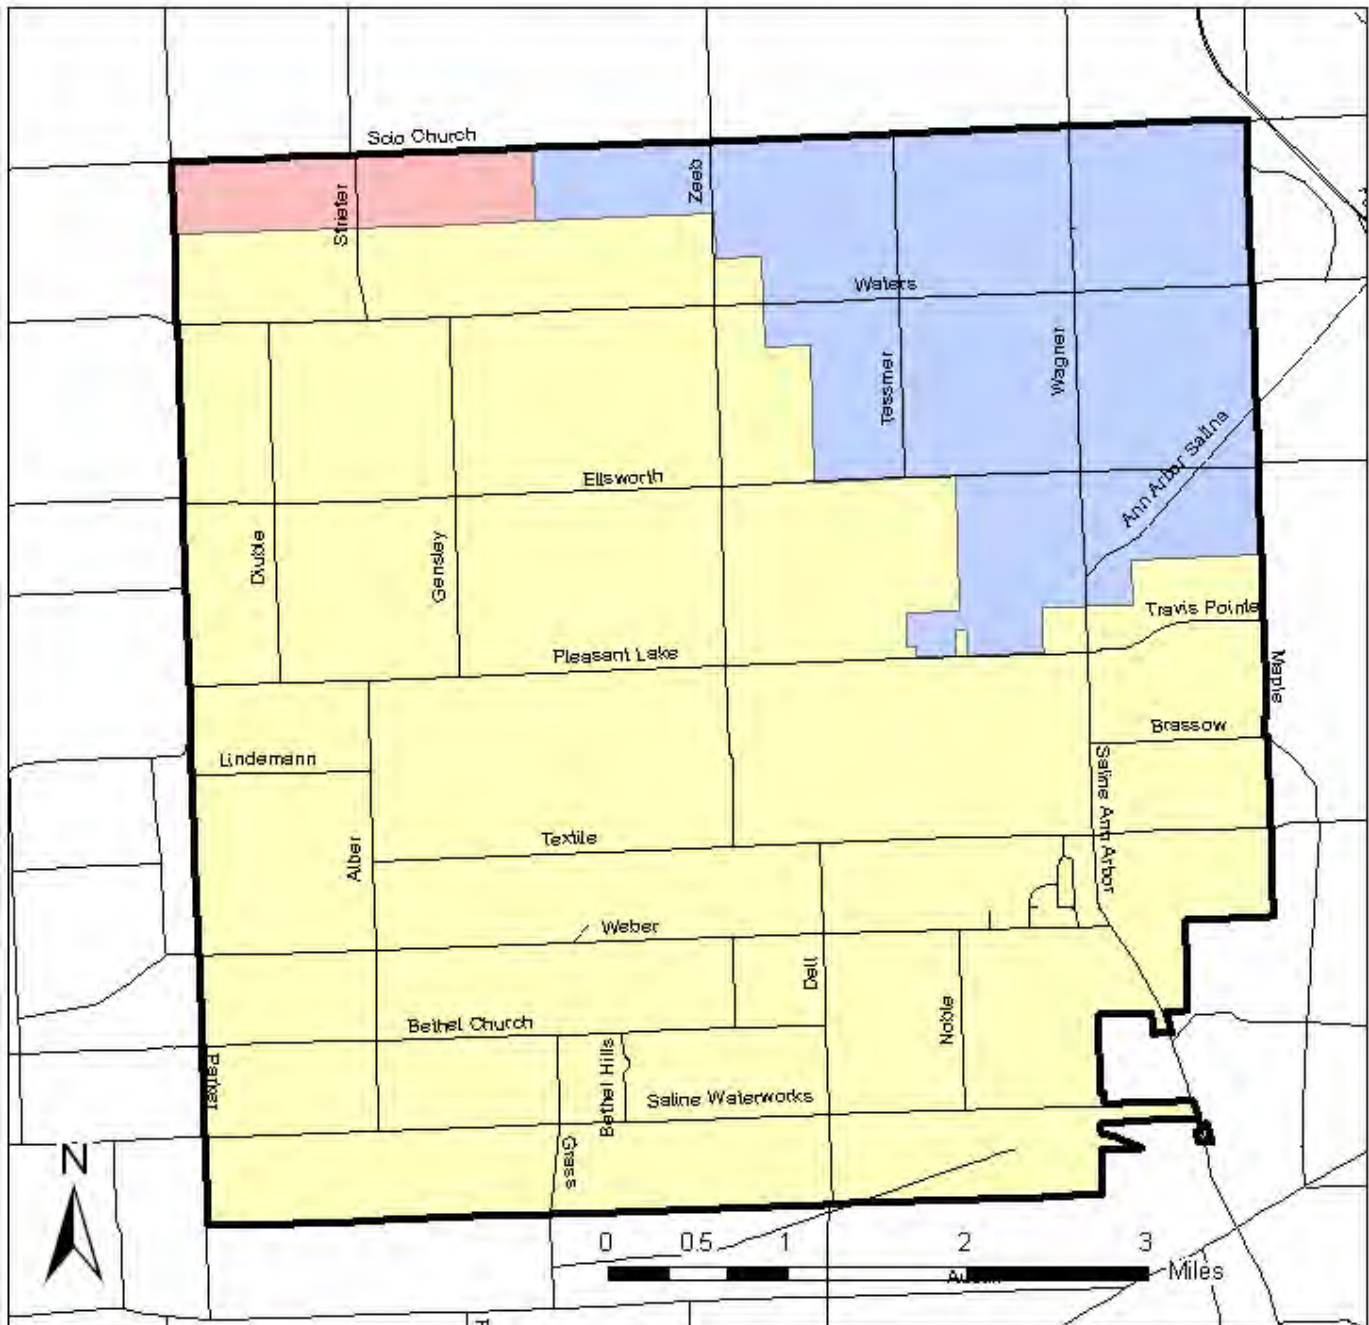 Scio Church
Zeeb
Strieter
Waters
Wagner
Tessmer
Ann Arbor Saline
Ellsworth
Diuble
Gensley
Travis Pointe
Pleasant Lake
Maple
Brassow
Lindemann
Saline Ann Arbor
Textile
Alber
Weber
Dell
Noble
Bethel Church
Bethel Hills
Parker
Saline Waterworks
Grass
N
0 0.5 1 2 3
Miles